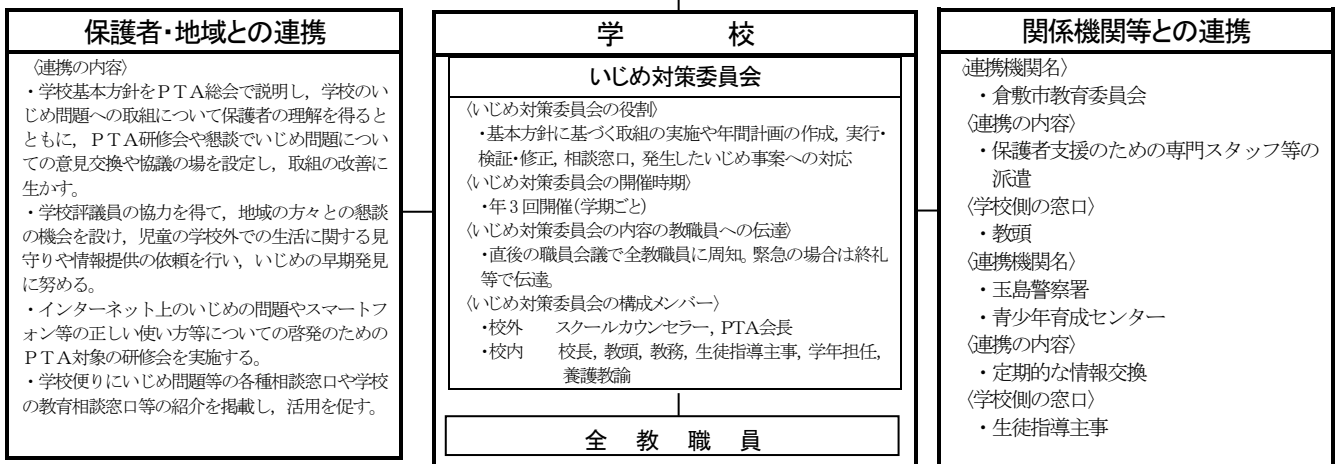 保護者・地域との連携
〈連携の内容〉
・学校基本方針をＰＴＡ総会で説明し，学校のい
じめ問題への取組について保護者の理解を得ると
ともに，ＰＴＡ研修会や懇談でいじめ問題につい
ての意見交換や協議の場を設定し，取組の改善に
生かす。
・学校評議員の協力を得て，地域の方々との懇談
の機会を設け，児童の学校外での生活に関する見
守りや情報提供の依頼を行い，いじめの早期発見
に努める。
・インターネット上のいじめの問題やスマートフ
ォン等の正しい使い方等についての啓発のための
ＰＴＡ対象の研修会を実施する。
・学校便りにいじめ問題等の各種相談窓口や学校
の教育相談窓口等の紹介を掲載し，活用を促す。
学 校
いじめ対策委員会
〈いじめ対策委員会の役割〉
・基本方針に基づく取組の実施や年間計画の作成，実行・
検証・修正，相談窓口，発生したいじめ事案への対応
〈いじめ対策委員会の開催時期〉
・年３回開催（学期ごと）
〈いじめ対策委員会の内容の教職員への伝達〉
・直後の職員会議で全教職員に周知。緊急の場合は終礼
等で伝達。
〈いじめ対策委員会の構成メンバー〉
・校外 スクールカウンセラー，PTA会長
・校内 校長，教頭，教務，生徒指導主事，学年担任，
養護教諭
全 教 職 員
関係機関等との連携
〈連携機関名〉
・倉敷市教育委員会
〈連携の内容〉
・保護者支援のための専門スタッフ等の
派遣
〈学校側の窓口〉
・教頭
〈連携機関名〉
・玉島警察署
・青少年育成センター
〈連携の内容〉
・定期的な情報交換
〈学校側の窓口〉
・生徒指導主事